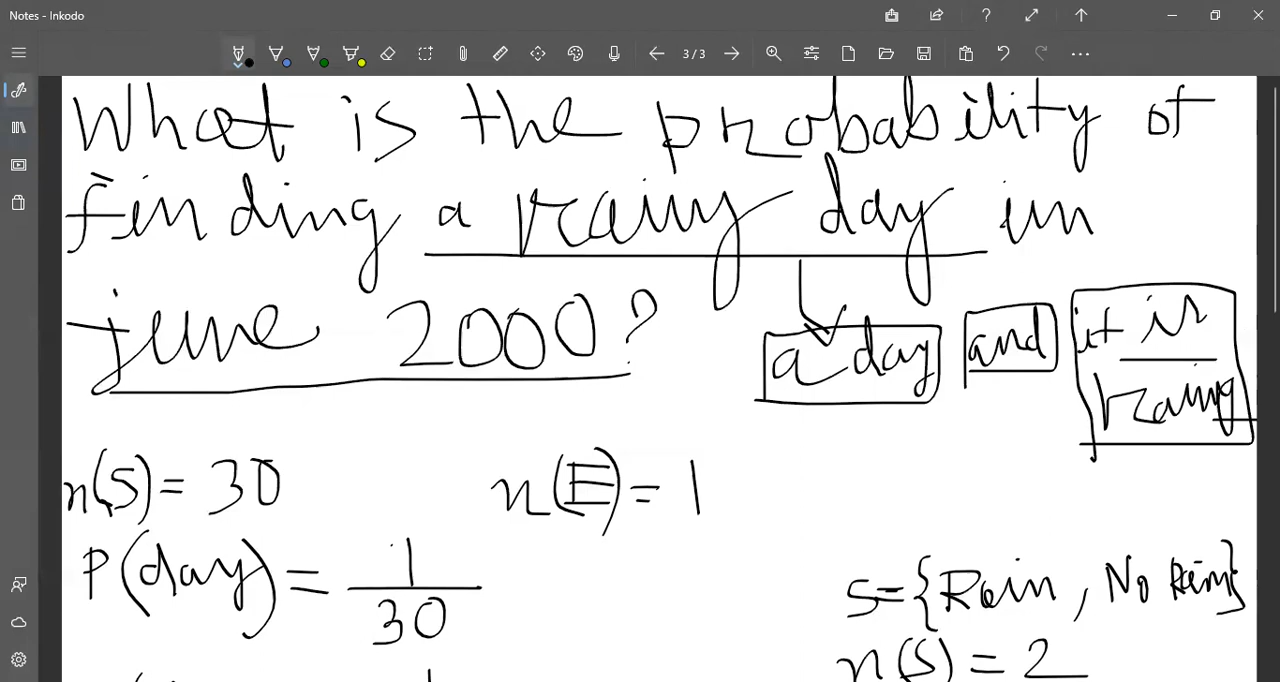 Notes - Inkodo
3/3
What is the probability of
finding a rainy day in
june 2000?
a day and it is
raing
n(S) = 30 n(E) = 1
P(day) = 1
30
S = {Rain, No Rain}
n(S) = 2